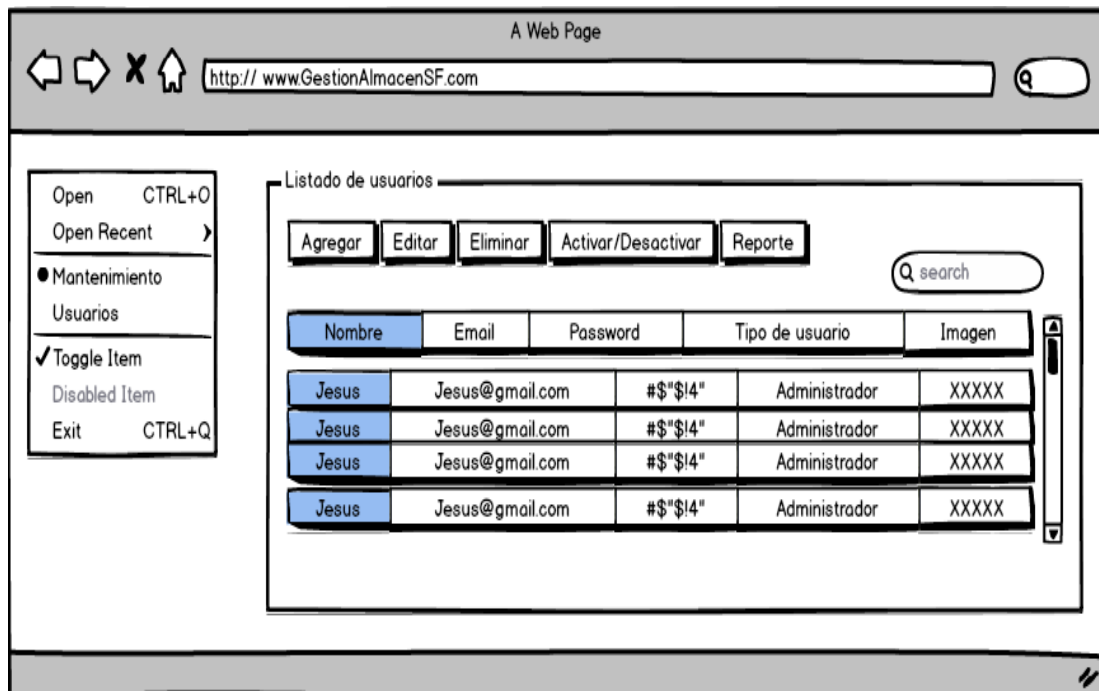 A Web Page
http:// www.GestionAlmacenSF.com
Open CTRL+O
Open Recent
Mantenimiento
Usuarios
Toggle Item
Disabled Item
Exit CTRL+Q
Listado de usuarios
Agregar Editar Eliminar Activar/Desactivar Reporte
search
Nombre Email Password Tipo de usuario Imagen
Jesus Jesus@gmail.com #$"$!4" Administrador XXXXX
Jesus Jesus@gmail.com #$"$!4" Administrador XXXXX
Jesus Jesus@gmail.com #$"$!4" Administrador XXXXX
Jesus Jesus@gmail.com #$"$!4" Administrador XXXXX